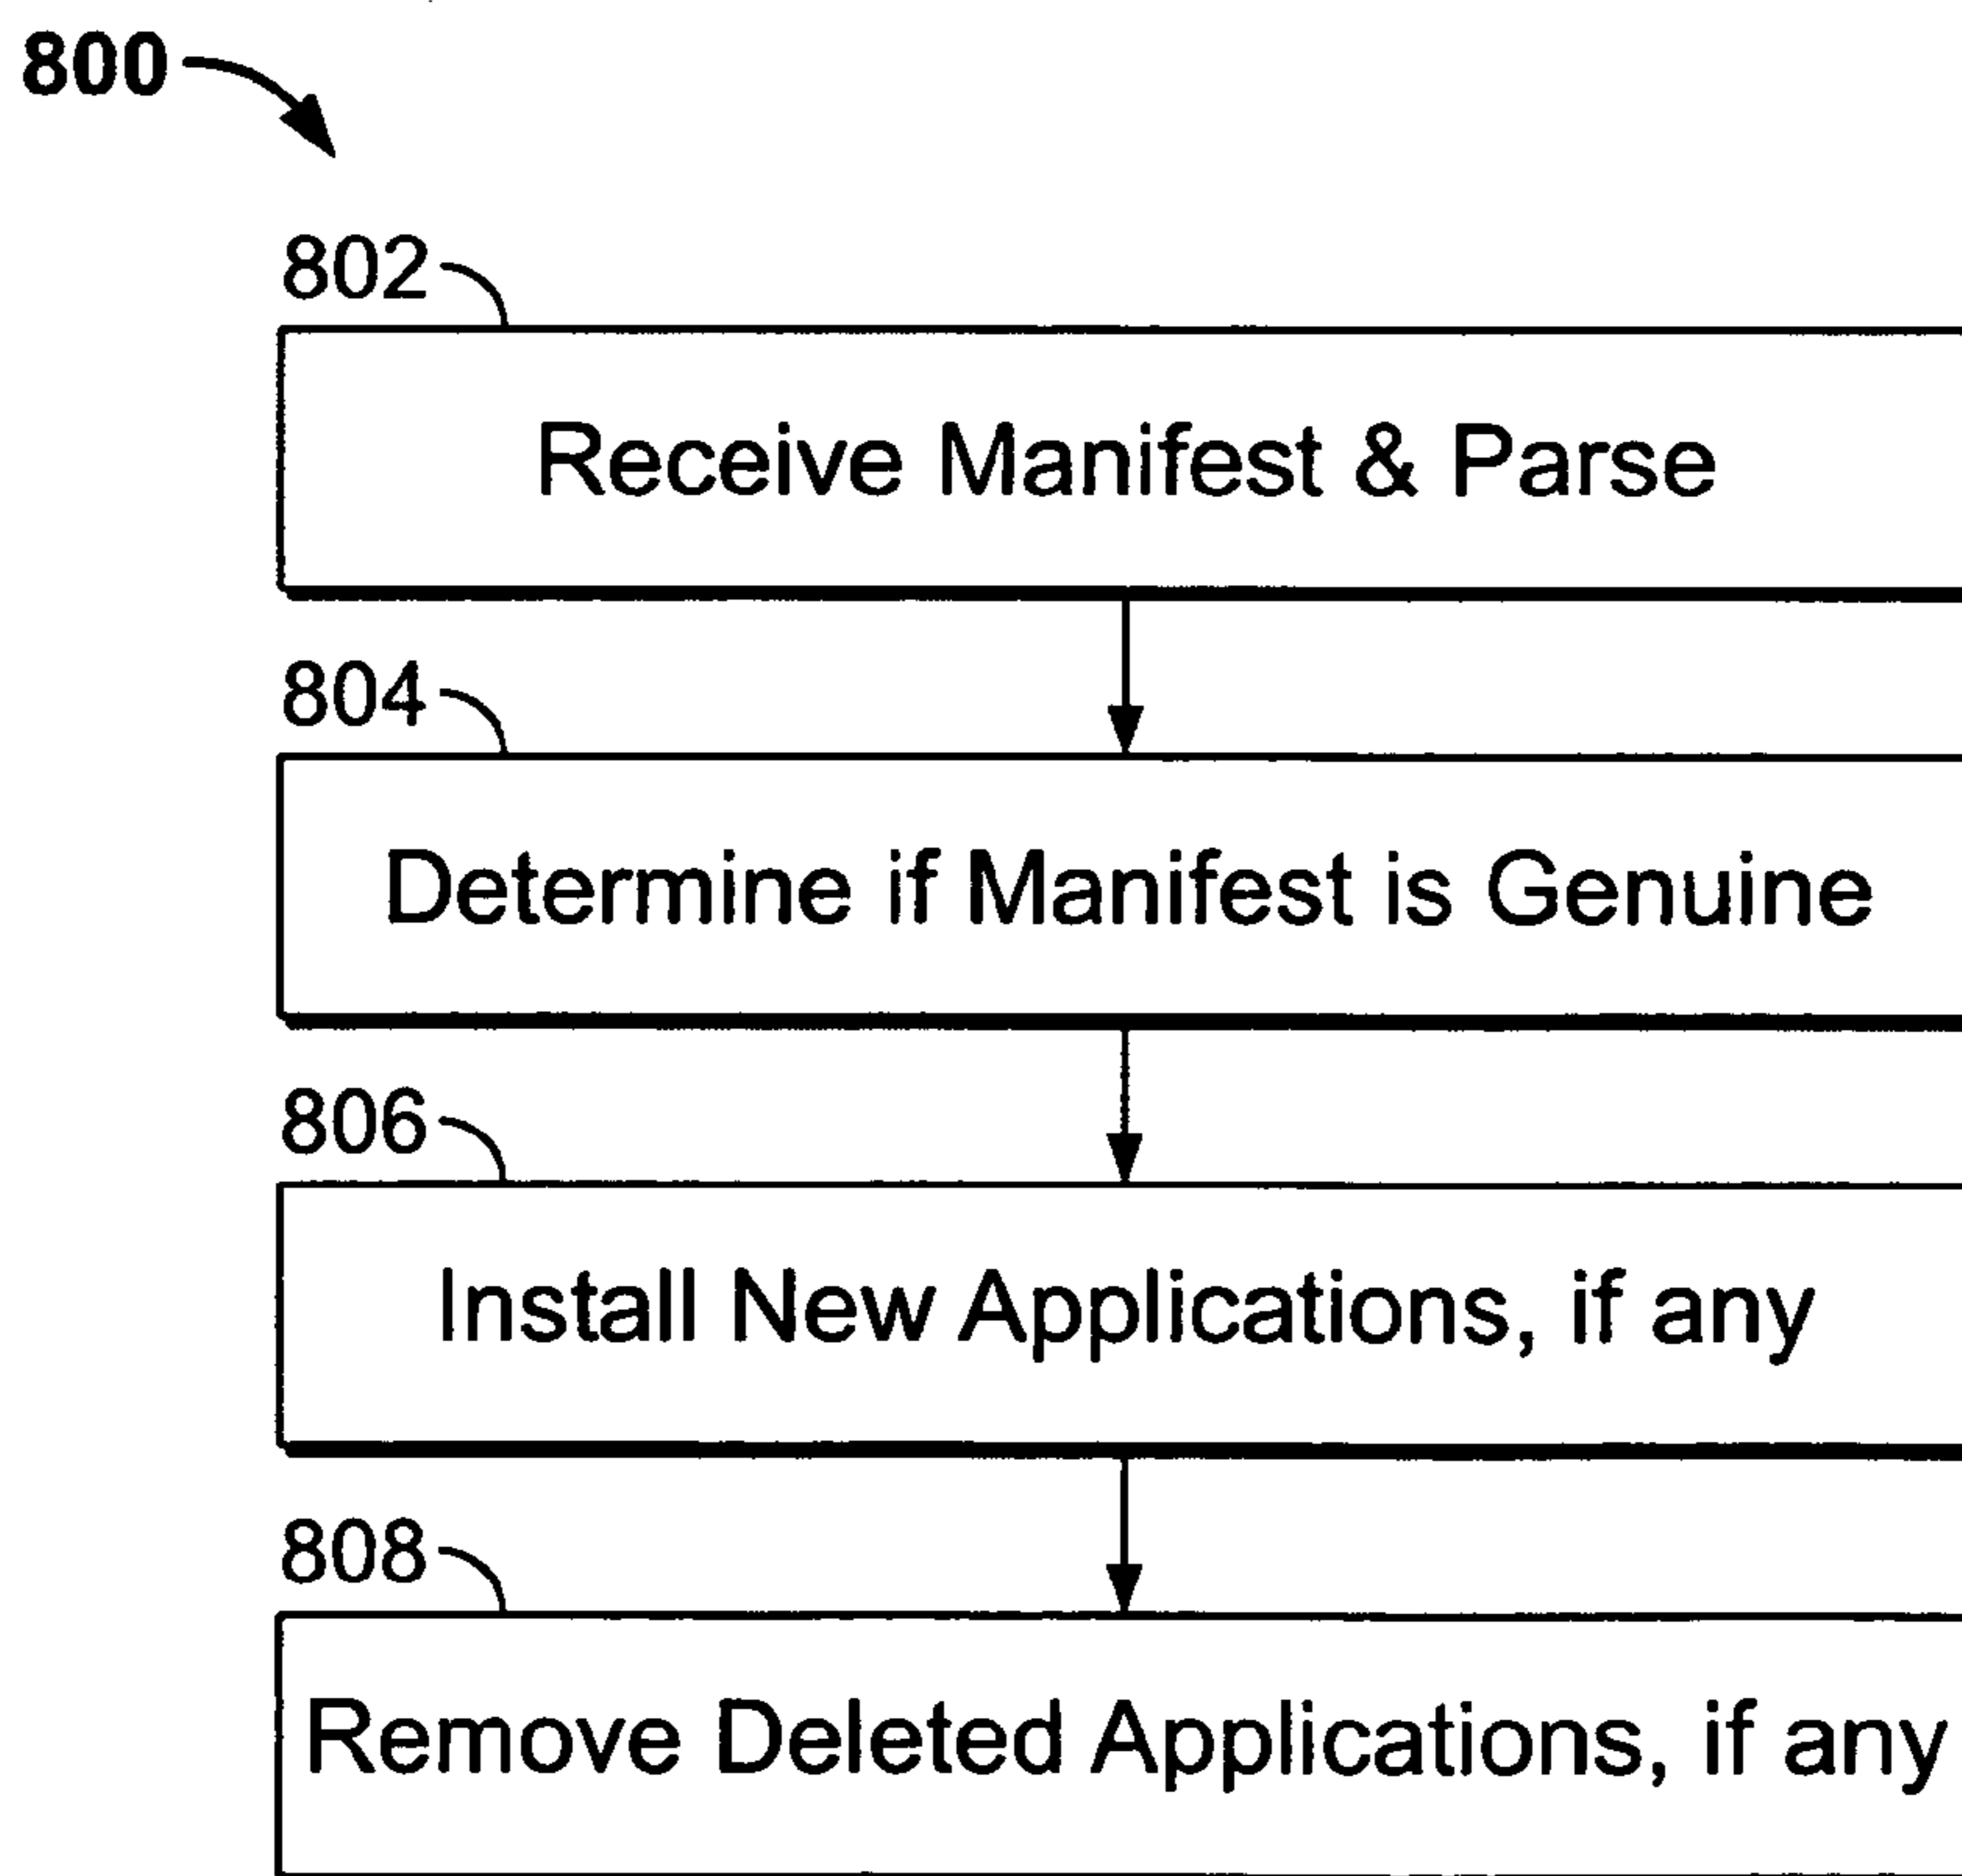 800
802
Receive Manifest & Parse
804
Determine if Manifest is Genuine
806
Install New Applications, if any
808
Remove Deleted Applications, if any